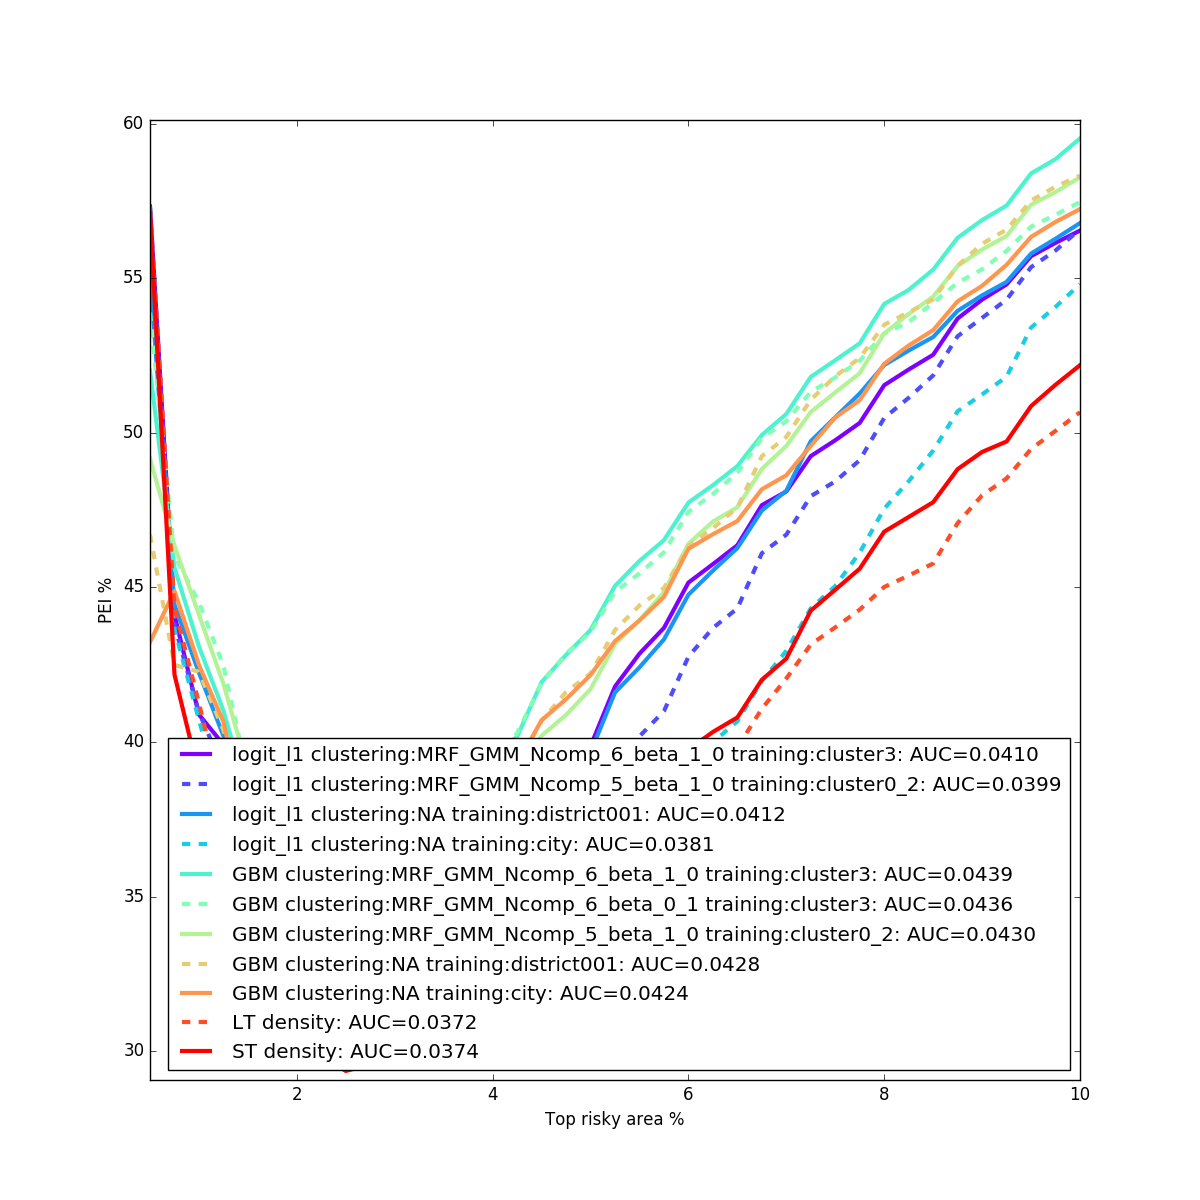 60
55
50
45
40
35
30
PEI %
logit_l1 clustering:MRF_GMM_Ncomp_6_beta_1_0 training:cluster3: AUC=0.0410
logit_l1 clustering:MRF_GMM_Ncomp_5_beta_1_0 training:cluster0_2: AUC=0.0399
logit_l1 clustering:NA training:district001: AUC=0.0412
logit_l1 clustering:NA training:city: AUC=0.0381
GBM clustering:MRF_GMM_Ncomp_6_beta_1_0 training:cluster3: AUC=0.0439
GBM clustering:MRF_GMM_Ncomp_6_beta_0_1 training:cluster3: AUC=0.0436
GBM clustering:MRF_GMM_Ncomp_5_beta_1_0 training:cluster0_2: AUC=0.0430
GBM clustering:NA training:district001: AUC=0.0428
GBM clustering:NA training:city: AUC=0.0424
LT density: AUC=0.0372
ST density: AUC=0.0374
2 4 6 8 10
Top risky area %